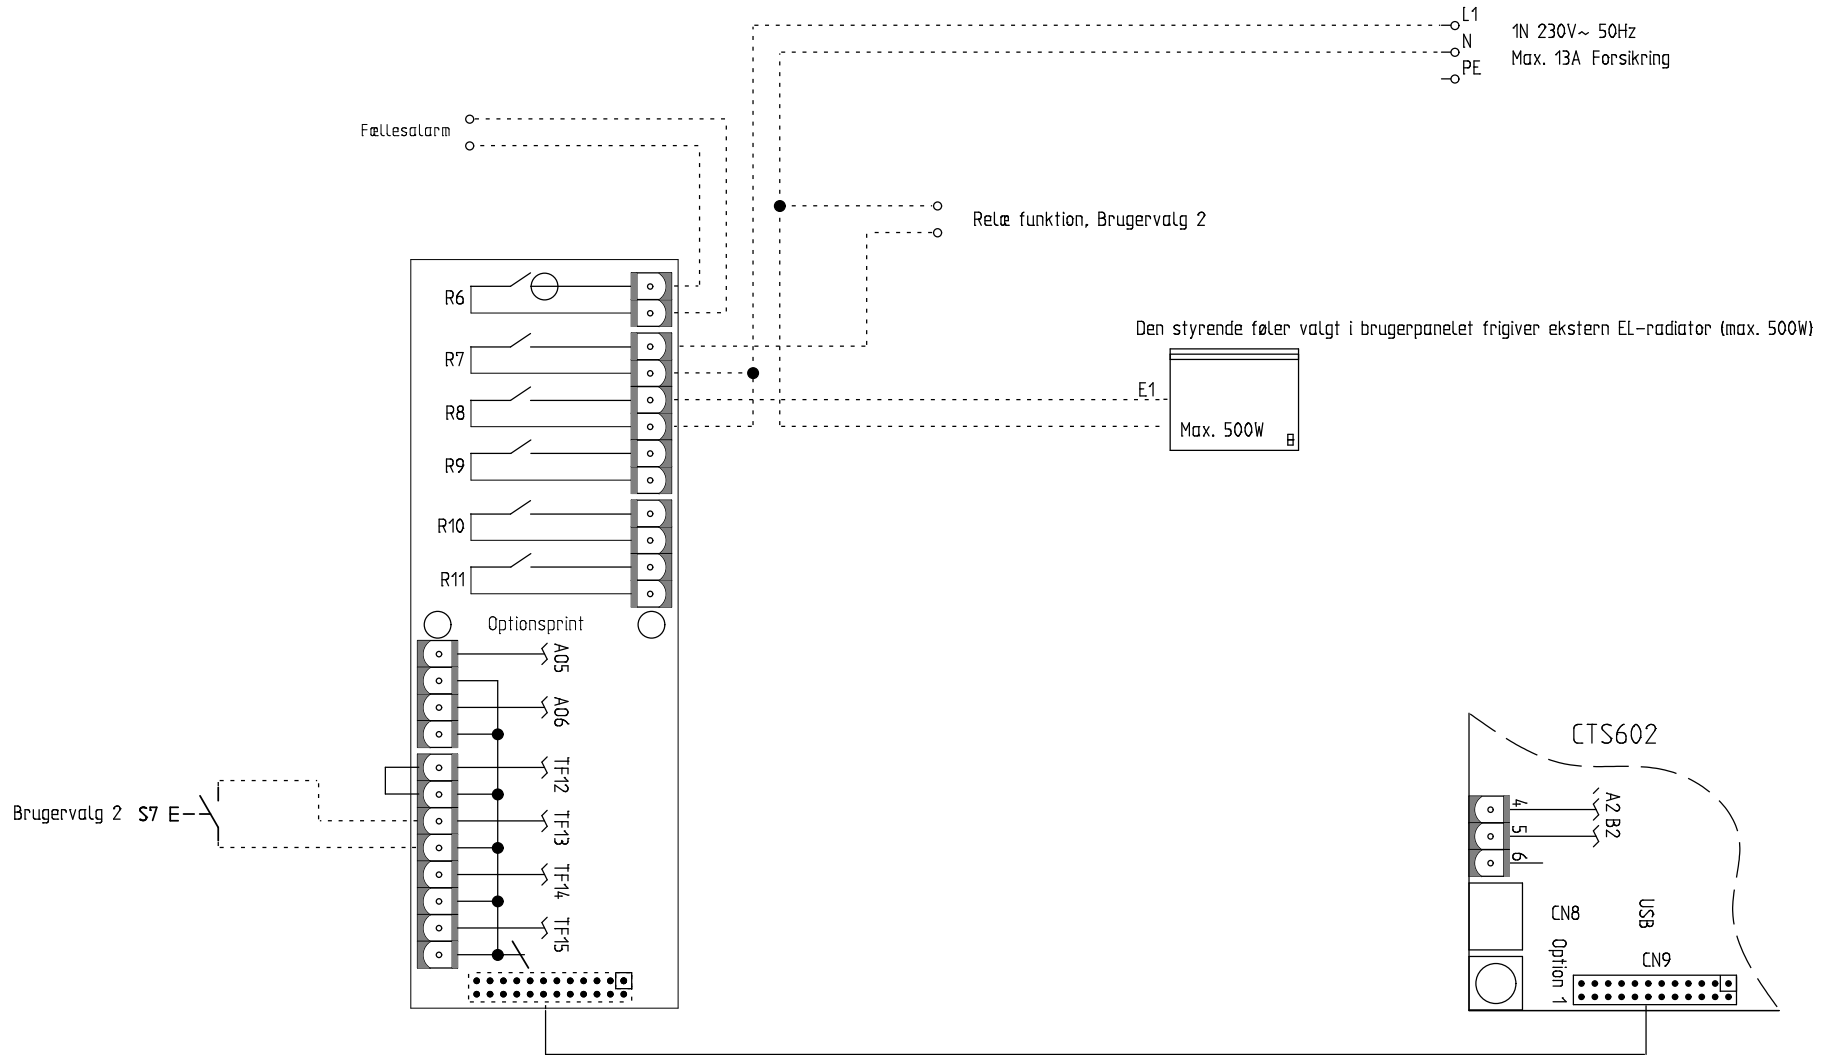 L1
N
PE
1N 230V~ 50Hz
Max. 13A Forsikring
Fællesalarm
Relæ funktion, Brugervalg 2
Den styrende føler valgt i brugerpanelet frigiver ekstern EL-radiator (max. 500W)
E1
Max. 500W
R6
R7
R8
R9
R10
R11
Optionsprint
A05
A06
TF12
TF13
TF14
TF15
Brugervalg 2 S7
CTS602
4
5
6
A2
B2
CN8
USB
Option 1
CN9